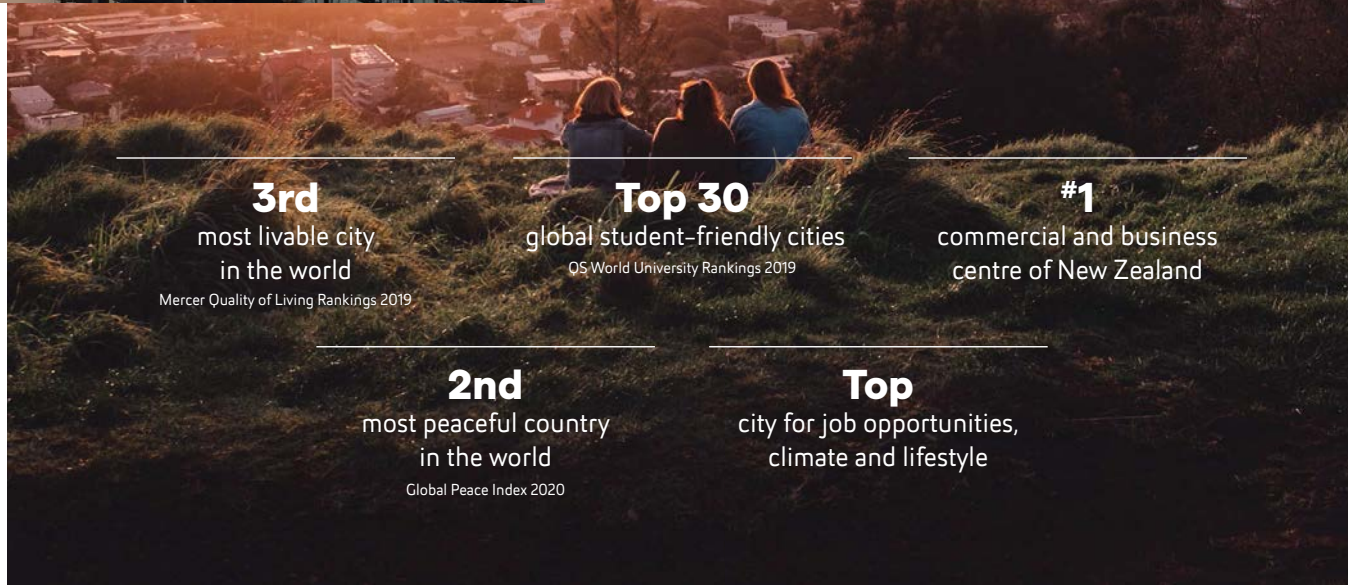 3rd
most livable city
in the world
Mercer Quality of Living Rankings 2019
Top 30
global student-friendly cities
QS World University Rankings 2019
#1
commercial and business
centre of New Zealand
2nd
most peaceful country
in the world
Global Peace Index 2020
Top
city for job opportunities,
climate and lifestyle